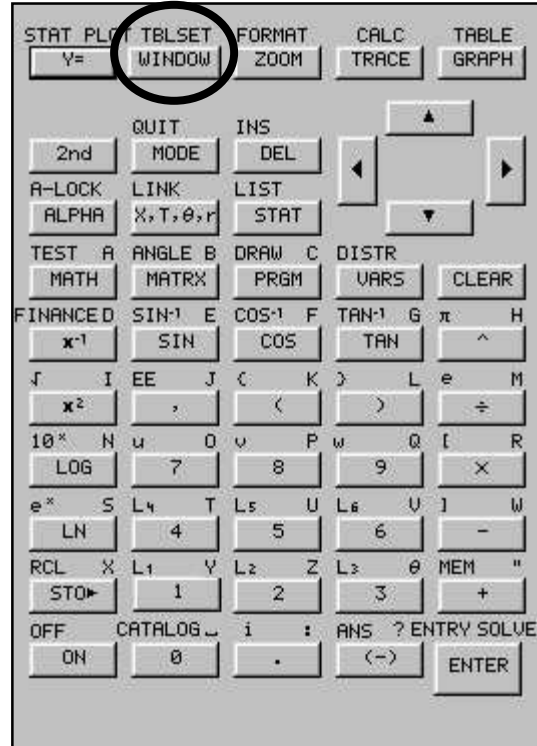 STAT PLOT TBLSET FORMAT CALC TABLE
Y= WINDOW ZOOM TRACE GRAPH
QUIT INS
2nd MODE DEL
A-LOCK LINK LIST
ALPHA X,T,θ,r STAT
TEST A ANGLE B DRAW C DISTR
MATH MATRX PRGM VARS CLEAR
FINANCE D SIN-1 E COS-1 F TAN-1 G π H
x-1 SIN COS TAN ^
√ I EE J { K } L e M
x² , ( ) ÷
10ˣ N u O v P w Q [ R
LOG 7 8 9 ×
eˣ S L4 T L5 U L6 V ] W
LN 4 5 6 −
RCL X L1 Y L2 Z L3 θ MEM "
STO► 1 2 3 +
OFF CATALOG ⎵ i : ANS ? ENTRY SOLVE
ON 0 . (-) ENTER